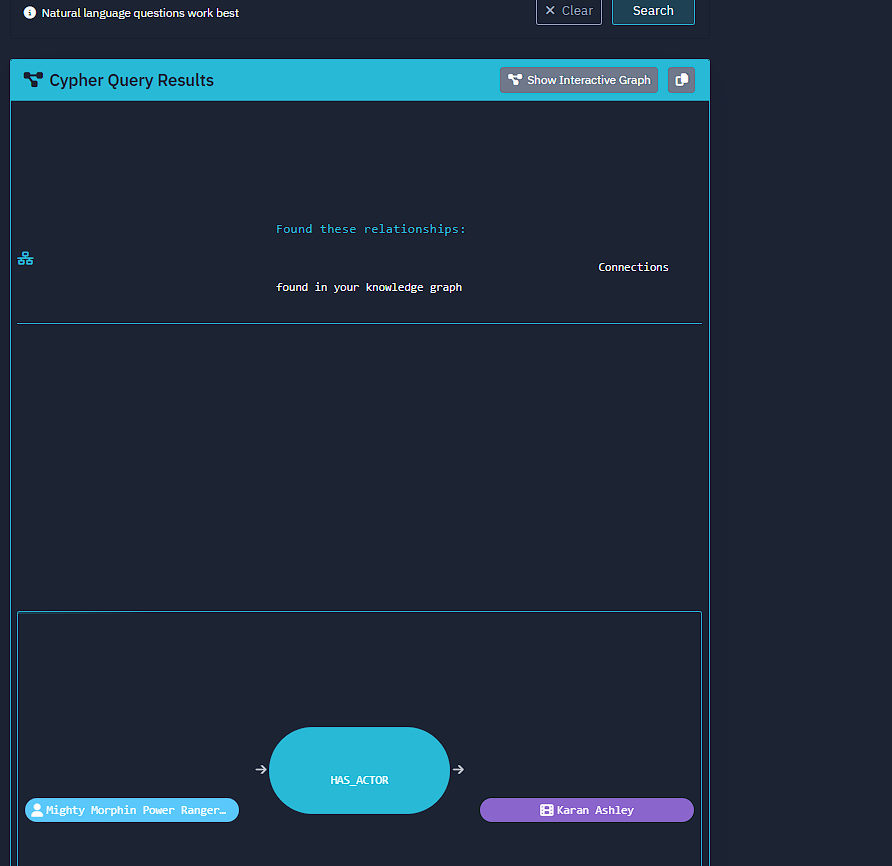 Natural language questions work best
Clear
Search
Cypher Query Results
Show Interactive Graph
Found these relationships:
Connections
found in your knowledge graph
HAS_ACTOR
Mighty Morphin Power Ranger…
Karan Ashley